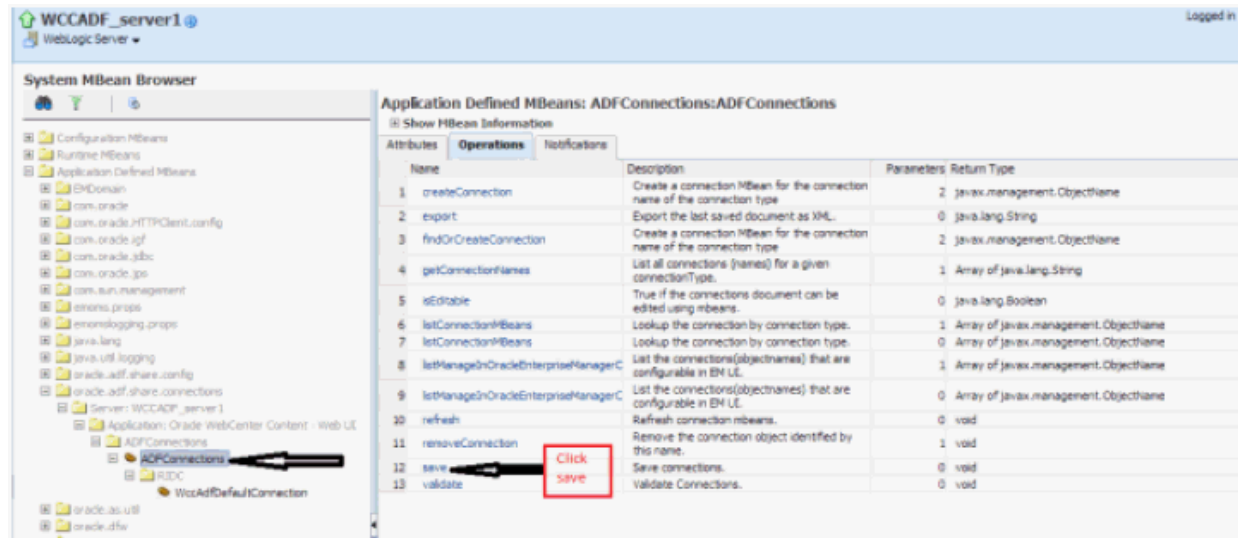 WCCADF_server1
Logged in
WebLogic Server
System MBean Browser
Configuration MBeans
Runtime MBeans
Application Defined MBeans
EMDomain
com.oracle
com.oracle.HTTPClient.config
com.oracle.igf
com.oracle.jdbc
com.oracle.jps
com.sun.management
emoms.props
emomslogging.props
java.lang
java.util.logging
oracle.adf.share.config
oracle.adf.share.connections
Server: WCCADF_server1
Application: Oracle WebCenter Content - Web UI
ADFConnections
ADFConnections
RIDC
WccAdfDefaultConnection
oracle.as.util
oracle.dfw
Application Defined MBeans: ADFConnections:ADFConnections
Show MBean Information
Attributes Operations Notifications
Name Description Parameters Return Type
1 createConnection Create a connection MBean for the connection name of the connection type 2 javax.management.ObjectName
2 export Export the last saved document as XML. 0 java.lang.String
3 findOrCreateConnection Create a connection MBean for the connection name of the connection type 2 javax.management.ObjectName
4 getConnectionNames List all connections (names) for a given connectionType. 1 Array of java.lang.String
5 isEditable True if the connections document can be edited using mbeans. 0 java.lang.Boolean
6 listConnectionMBeans Lookup the connection by connection type. 1 Array of javax.management.ObjectName
7 listConnectionMBeans Lookup the connection by connection type. 0 Array of javax.management.ObjectName
8 listManageInOracleEnterpriseManagerC List the connections(objectnames) that are configurable in EM UI. 1 Array of javax.management.ObjectName
9 listManageInOracleEnterpriseManagerC List the connections(objectnames) that are configurable in EM UI. 0 Array of javax.management.ObjectName
10 refresh Refresh connection mbeans. 0 void
11 removeConnection Remove the connection object identified by this name. 1 void
12 save Save connections. 0 void
13 validate Validate Connections. 0 void
Click
save